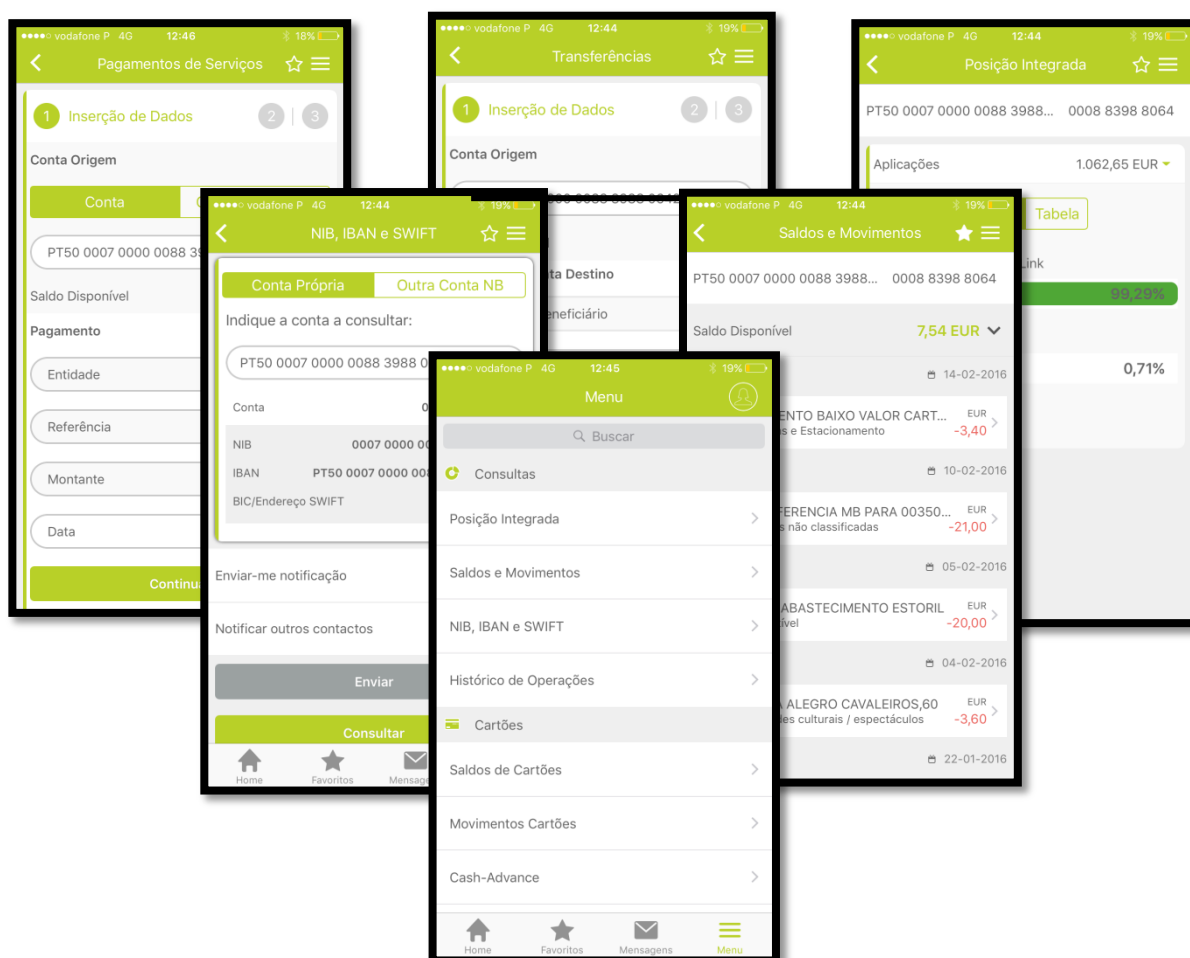 vodafone P 4G 12:46 18%
Pagamentos de Serviços
1 Inserção de Dados 2 | 3
Conta Origem
Conta
PT50 0007 0000 0088 39
Saldo Disponível
Pagamento
Entidade
Referência
Montante
Data
Continua
vodafone P 4G 12:44 19%
Transferências
1 Inserção de Dados 2 | 3
Conta Origem
ta Destino
eneficiário
vodafone P 4G 12:44 19%
Posição Integrada
PT50 0007 0000 0088 3988... 0008 8398 8064
Aplicações 1.062,65 EUR
Tabela
Link
99,29%
0,71%
vodafone P 4G 12:44 19%
NIB, IBAN e SWIFT
Conta Própria Outra Conta NB
Indique a conta a consultar:
PT50 0007 0000 0088 3988 0
Conta 0
NIB 0007 0000 00
IBAN PT50 0007 0000 008
BIC/Endereço SWIFT
Enviar-me notificação
Notificar outros contactos
Enviar
Consultar
Home Favoritos Mensage
vodafone P 4G 12:44 19%
Saldos e Movimentos
PT50 0007 0000 0088 3988... 0008 8398 8064
Saldo Disponível 7,54 EUR
14-02-2016
ENTO BAIXO VALOR CART... EUR
s e Estacionamento -3,40
10-02-2016
FERENCIA MB PARA 00350... EUR
s não classificadas -21,00
05-02-2016
ABASTECIMENTO ESTORIL EUR
ível -20,00
04-02-2016
ALEGRO CAVALEIROS,60 EUR
des culturais / espectáculos -3,60
22-01-2016
vodafone P 4G 12:45 19%
Menu
Buscar
Consultas
Posição Integrada
Saldos e Movimentos
NIB, IBAN e SWIFT
Histórico de Operações
Cartões
Saldos de Cartões
Movimentos Cartões
Cash-Advance
Home Favoritos Mensagens Menu